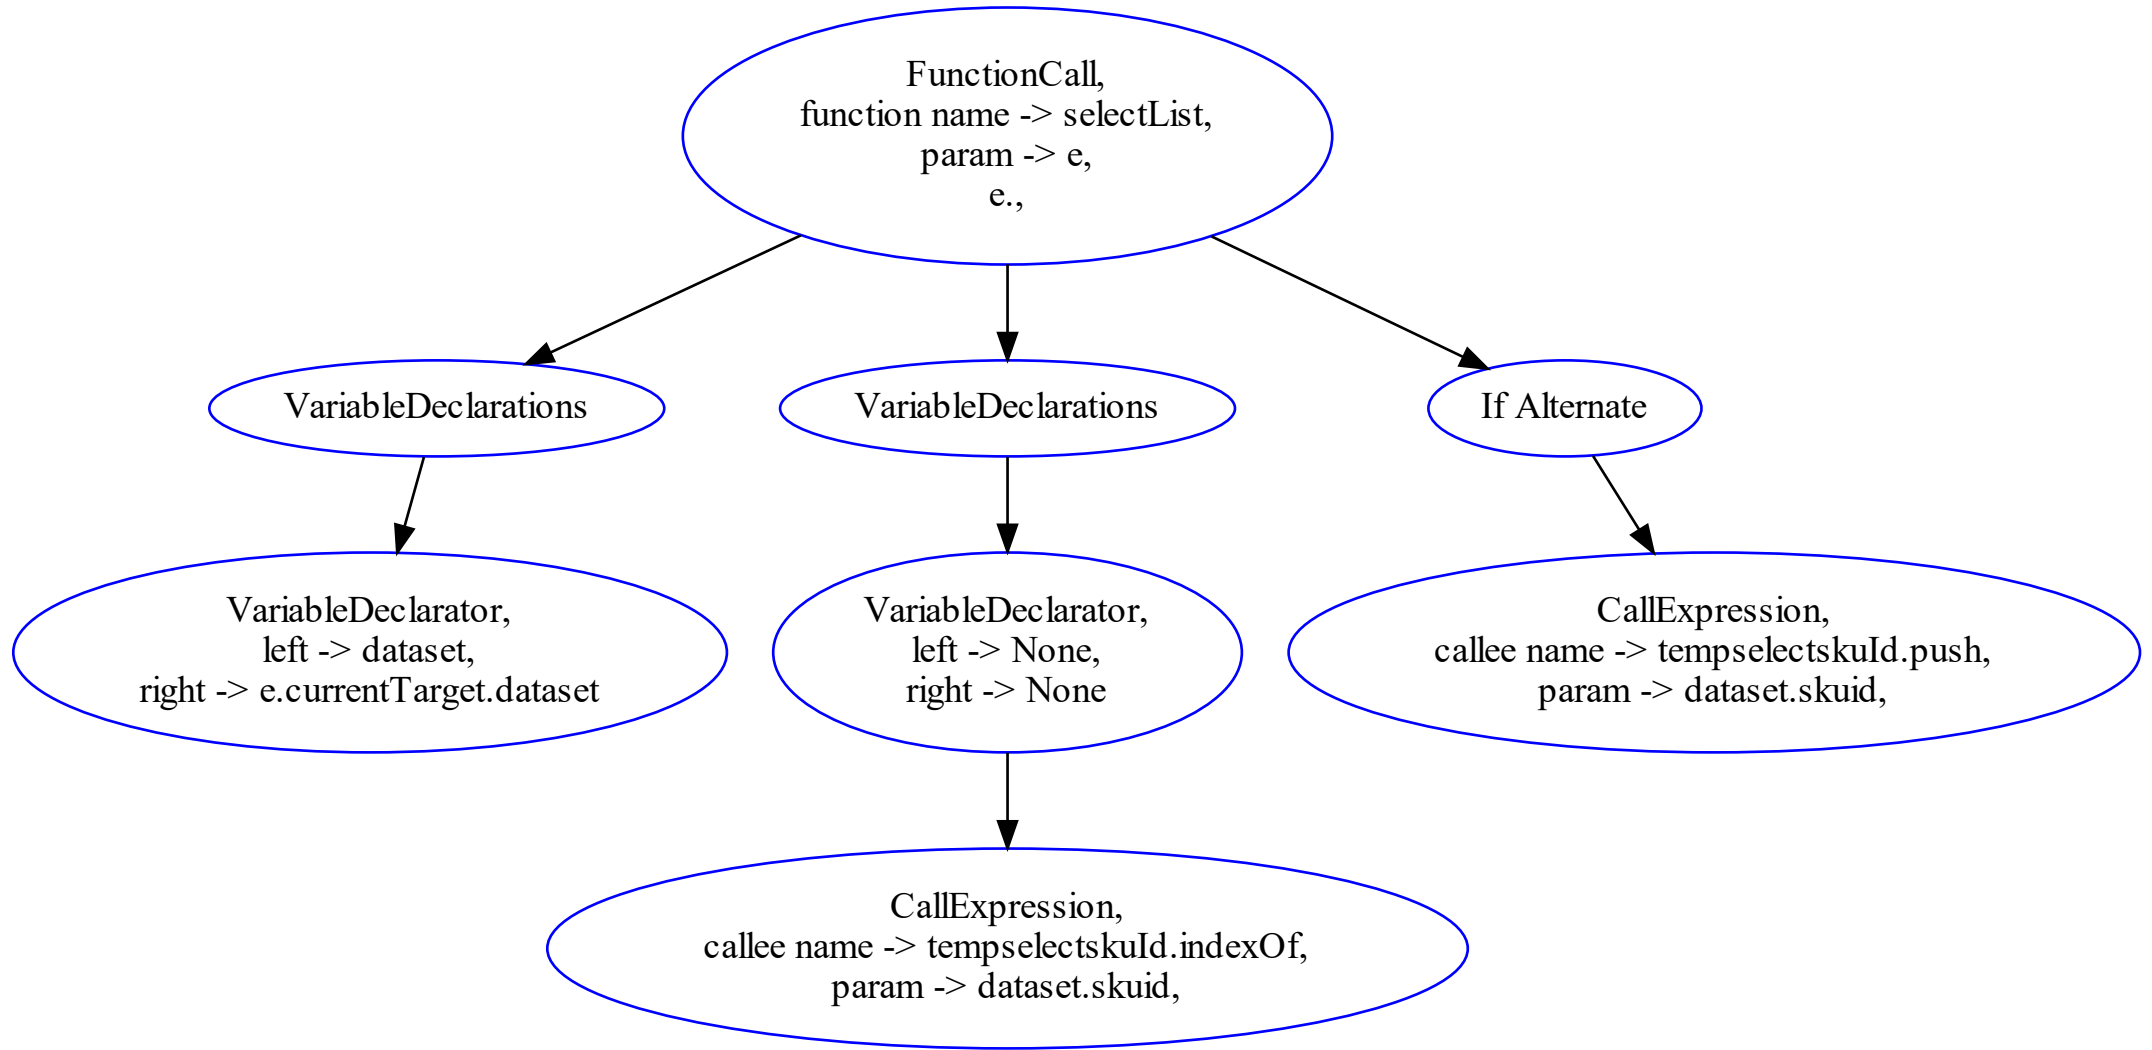 FunctionCall,
function name -> selectList,
param -> e,
e.,
VariableDeclarations
VariableDeclarations
If Alternate
VariableDeclarator,
left -> dataset,
right -> e.currentTarget.dataset
VariableDeclarator,
left -> None,
right -> None
CallExpression,
callee name -> tempselectskuId.push,
param -> dataset.skuid,
CallExpression,
callee name -> tempselectskuId.indexOf,
param -> dataset.skuid,